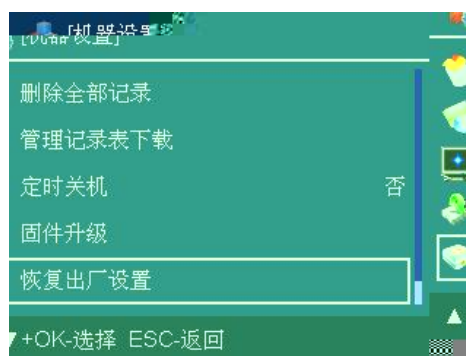 [机器设置]
删除全部记录
管理记录表下载
定时关机 否
固件升级
恢复出厂设置
▼+OK-选择 ESC-返回